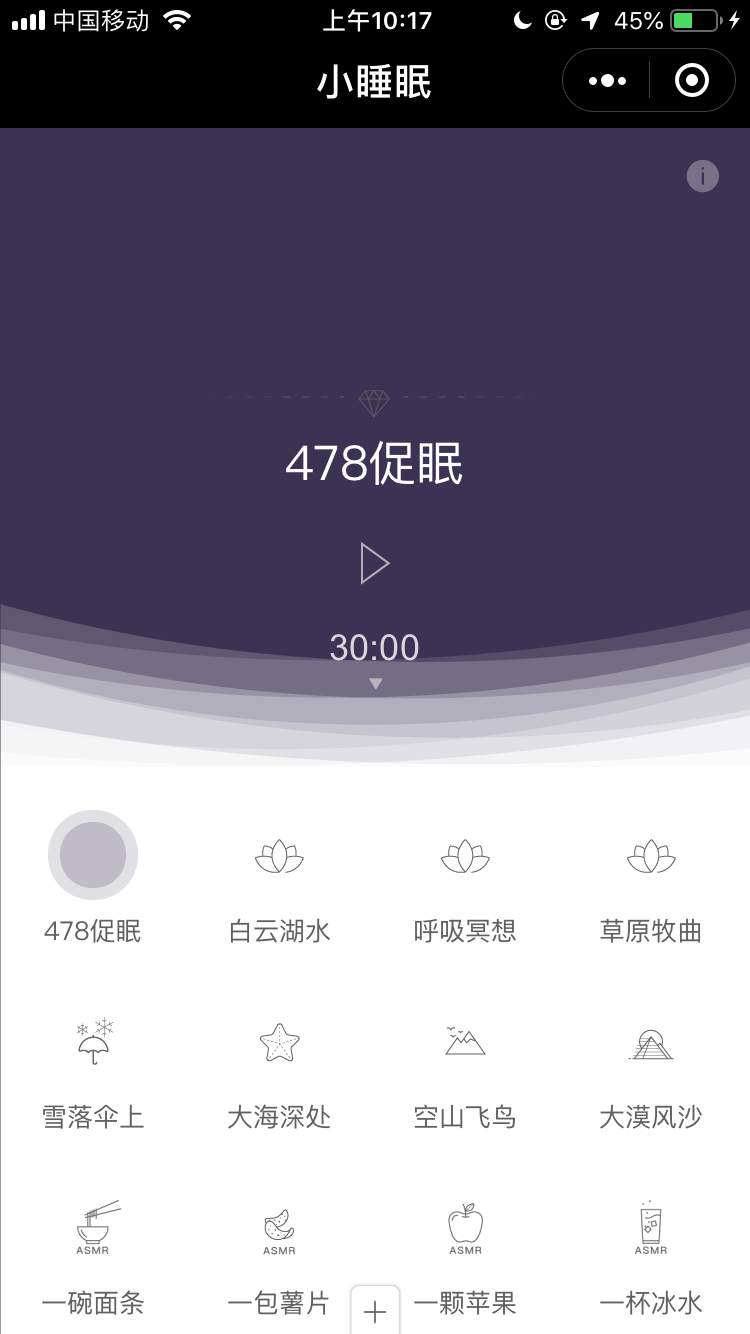 中国移动 上午10:17 45%
小睡眠
i
478促眠
30:00
478促眠 白云湖水 呼吸冥想 草原牧曲
雪落伞上 大海深处 空山飞鸟 大漠风沙
ASMR ASMR ASMR ASMR
一碗面条 一包薯片 一颗苹果 一杯冰水